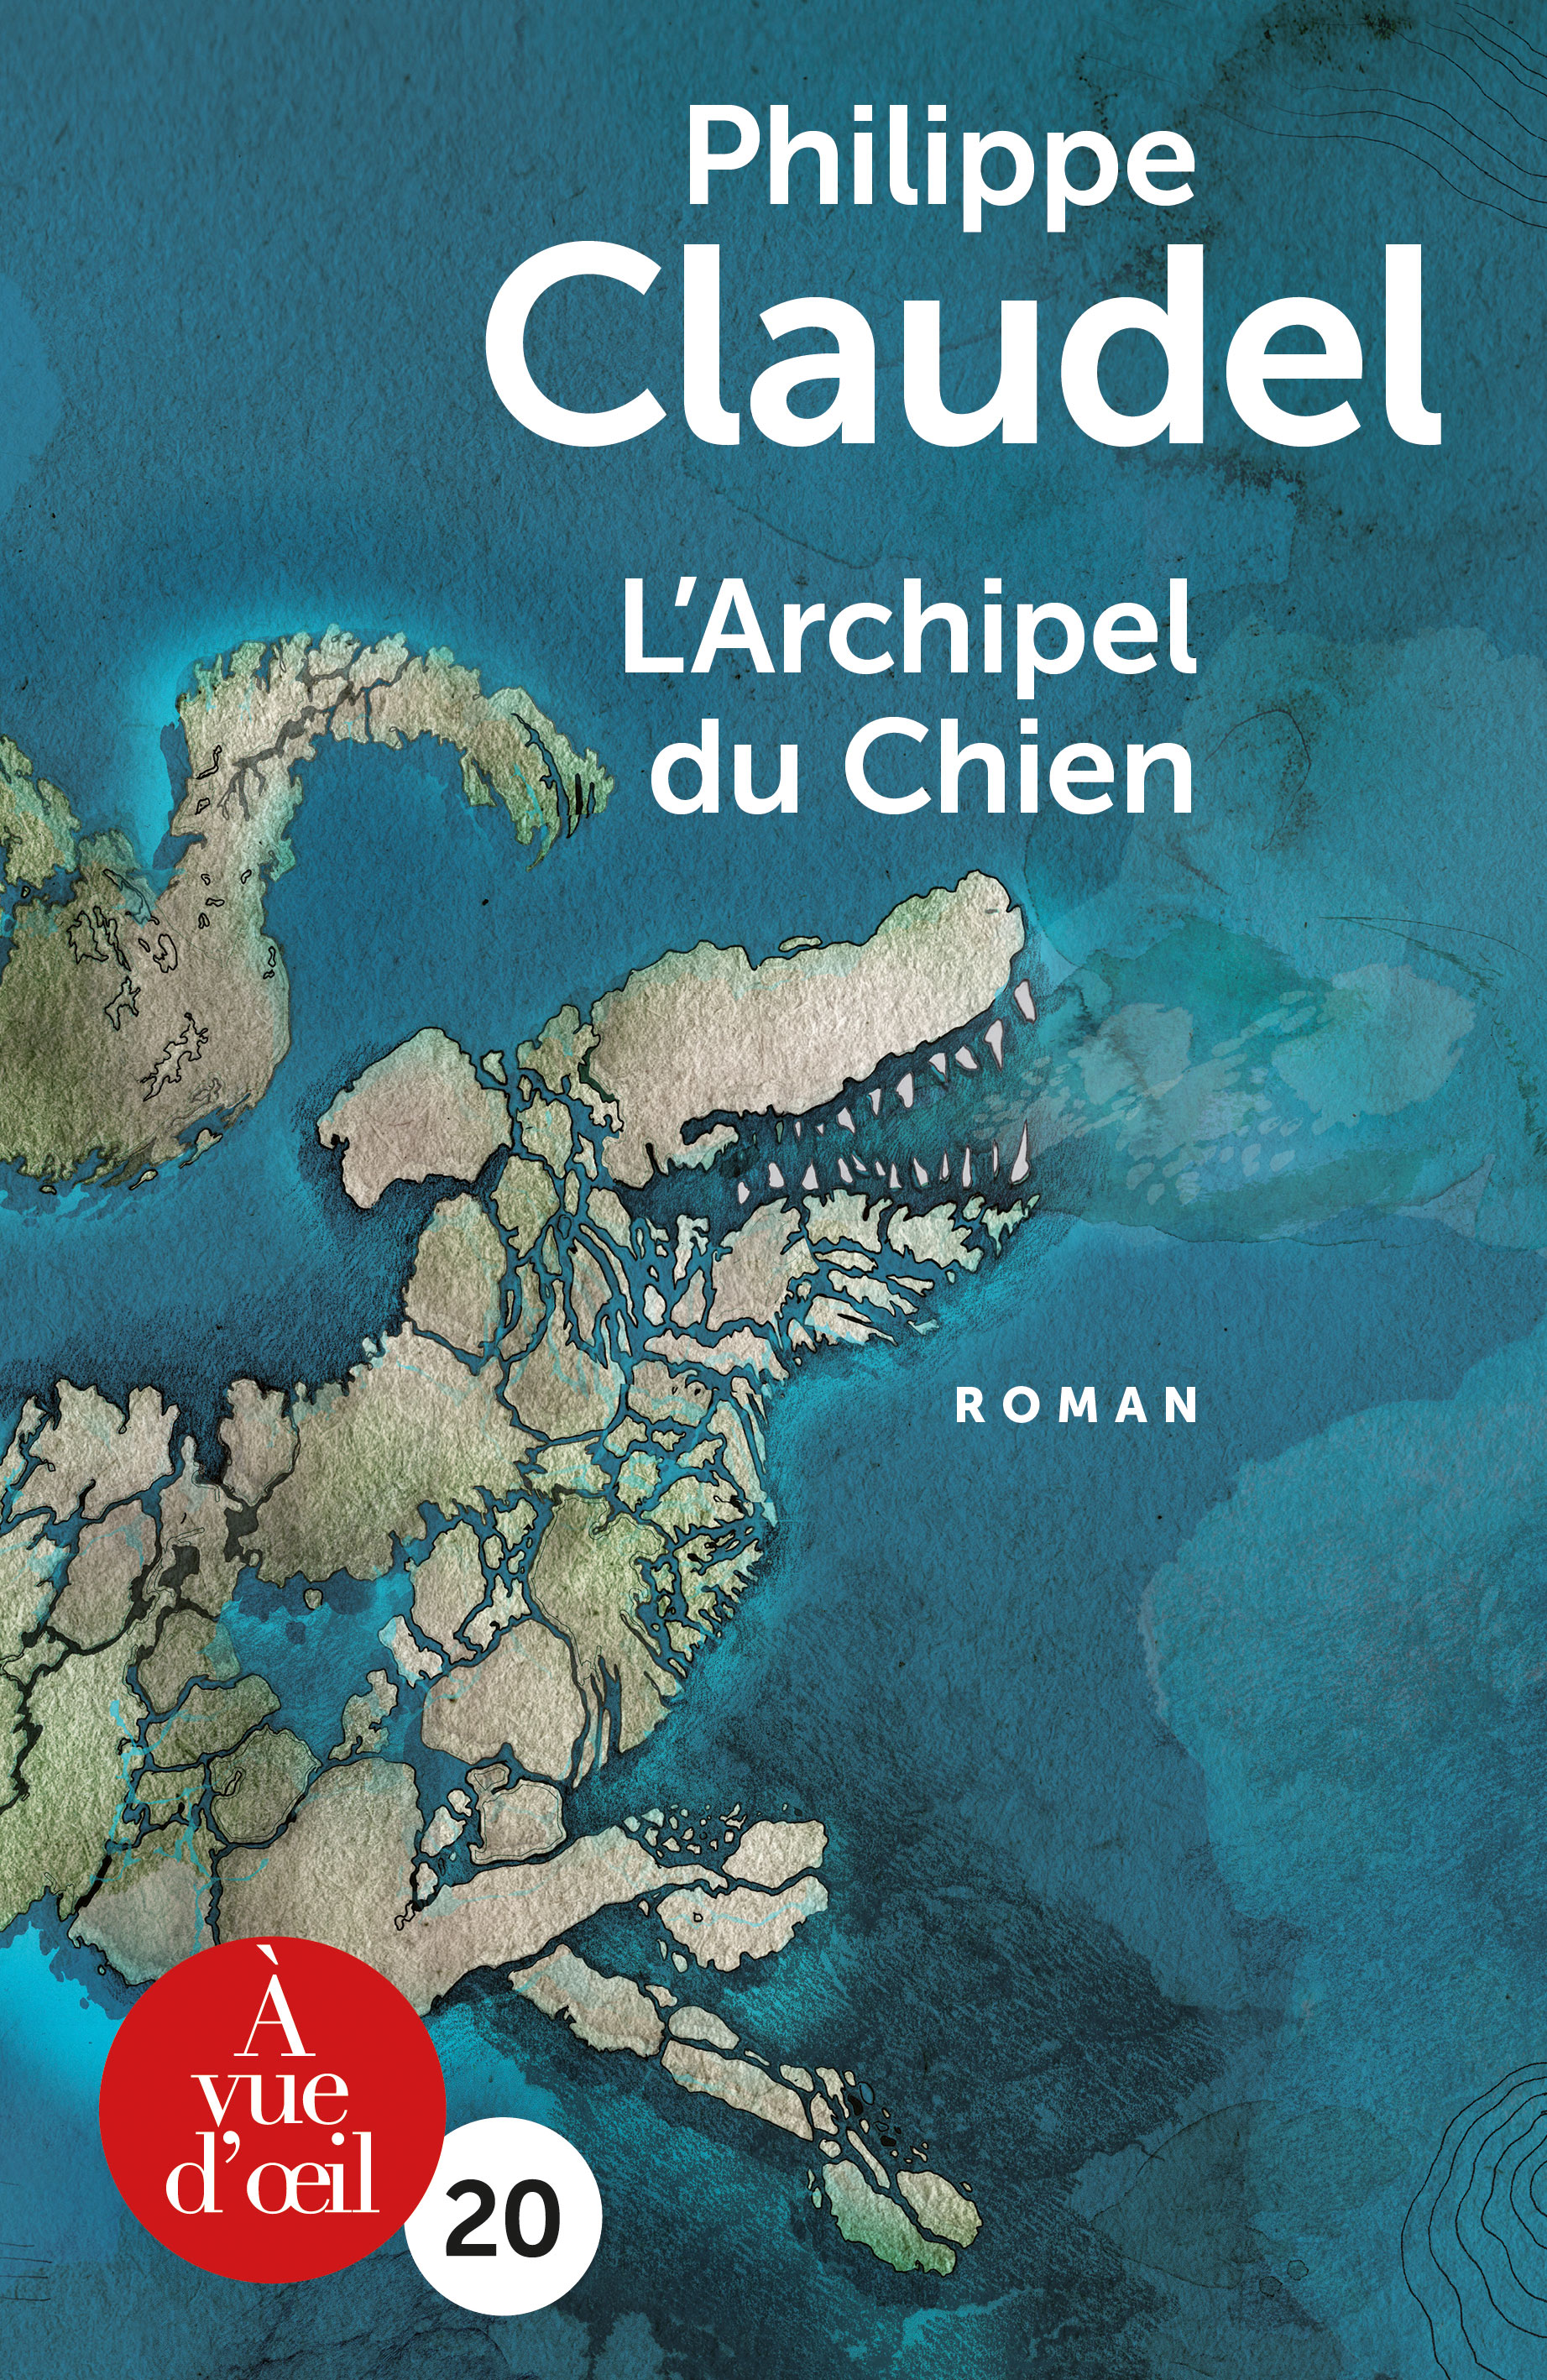 Philippe
Claudel
L’Archipel
du Chien
ROMAN
À
vue
d’œil
20